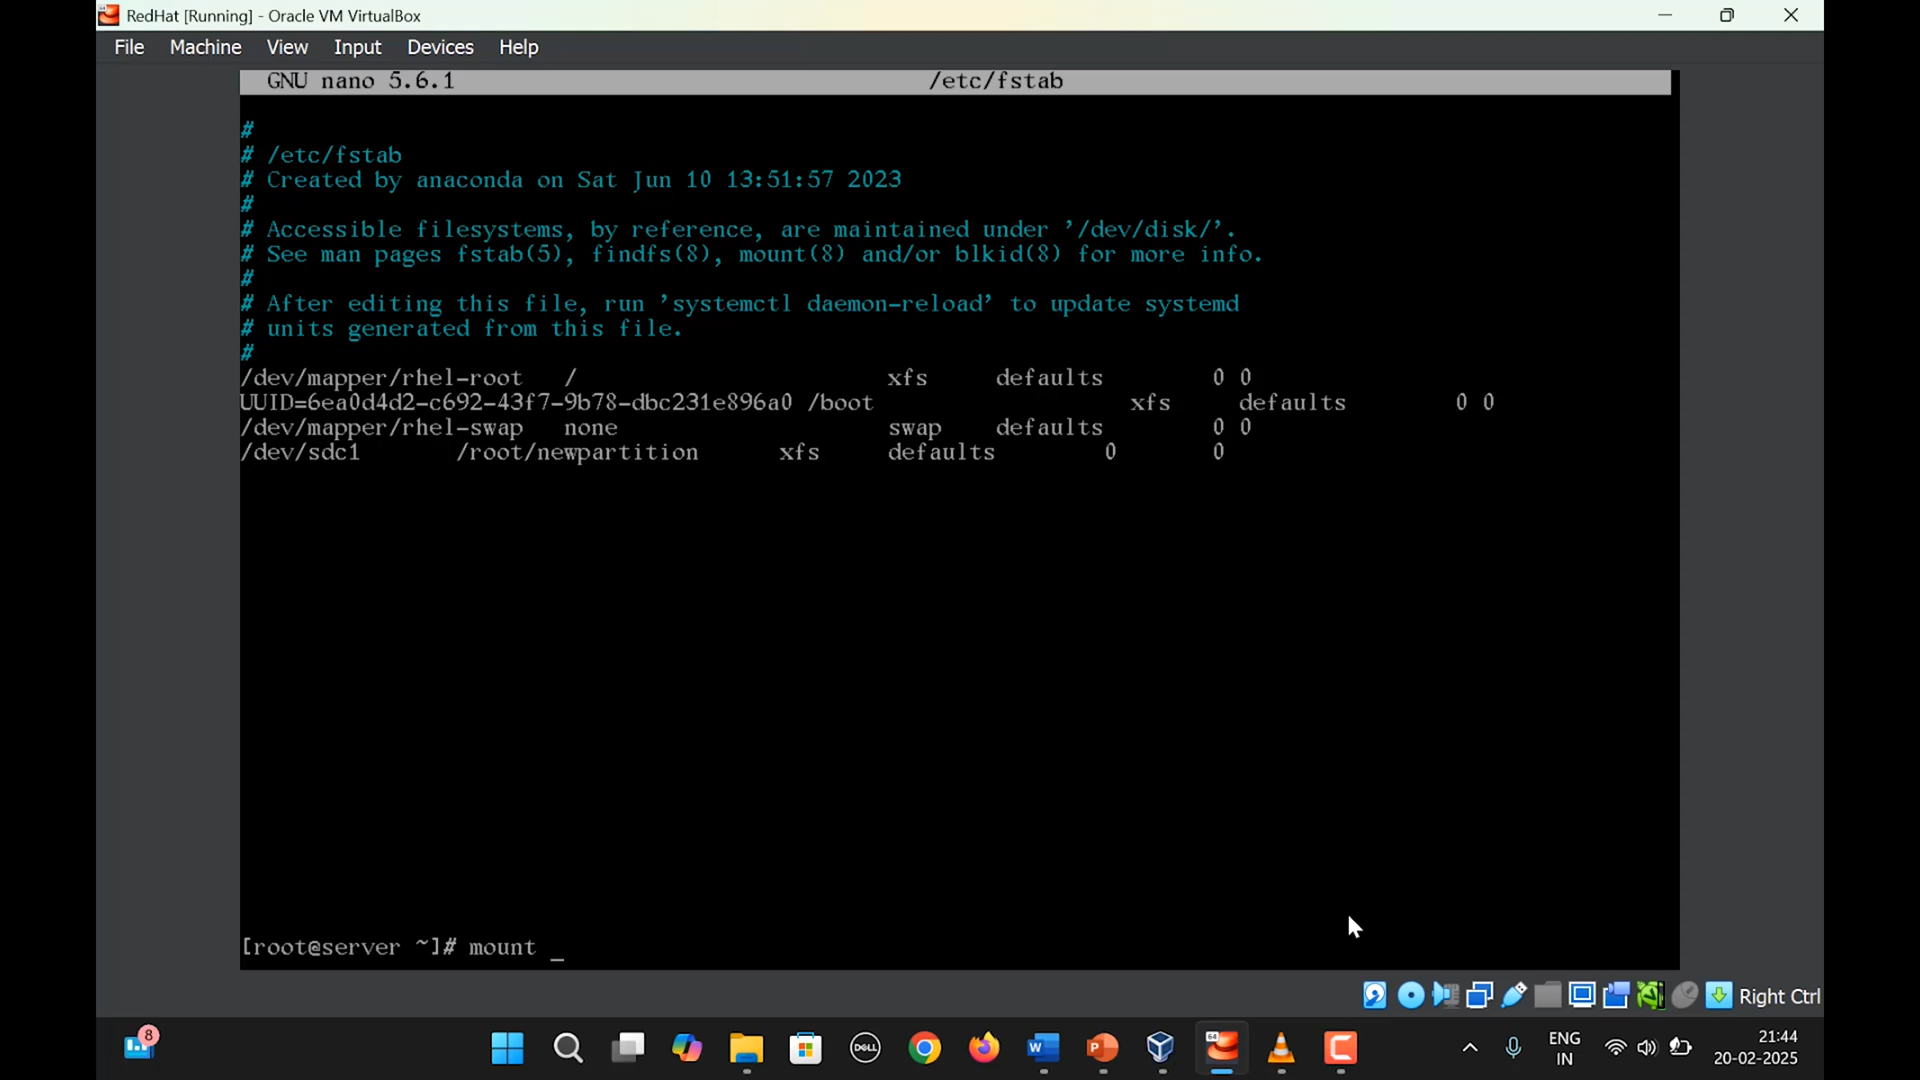 RedHat [Running] - Oracle VM VirtualBox
File Machine View Input Devices Help
GNU nano 5.6.1 /etc/fstab
#
# /etc/fstab
# Created by anaconda on Sat Jun 10 13:51:57 2023
#
# Accessible filesystems, by reference, are maintained under '/dev/disk/'.
# See man pages fstab(5), findfs(8), mount(8) and/or blkid(8) for more info.
#
# After editing this file, run 'systemctl daemon-reload' to update systemd
# units generated from this file.
#
/dev/mapper/rhel-root / xfs defaults 0 0
UUID=6ea0d4d2-c692-43f7-9b78-dbc231e896a0 /boot xfs defaults 0 0
/dev/mapper/rhel-swap none swap defaults 0 0
/dev/sdc1 /root/newpartition xfs defaults 0 0
[root@server ~]# mount _
Right Ctrl
8
DELL
64
ENG
IN
21:44
20-02-2025